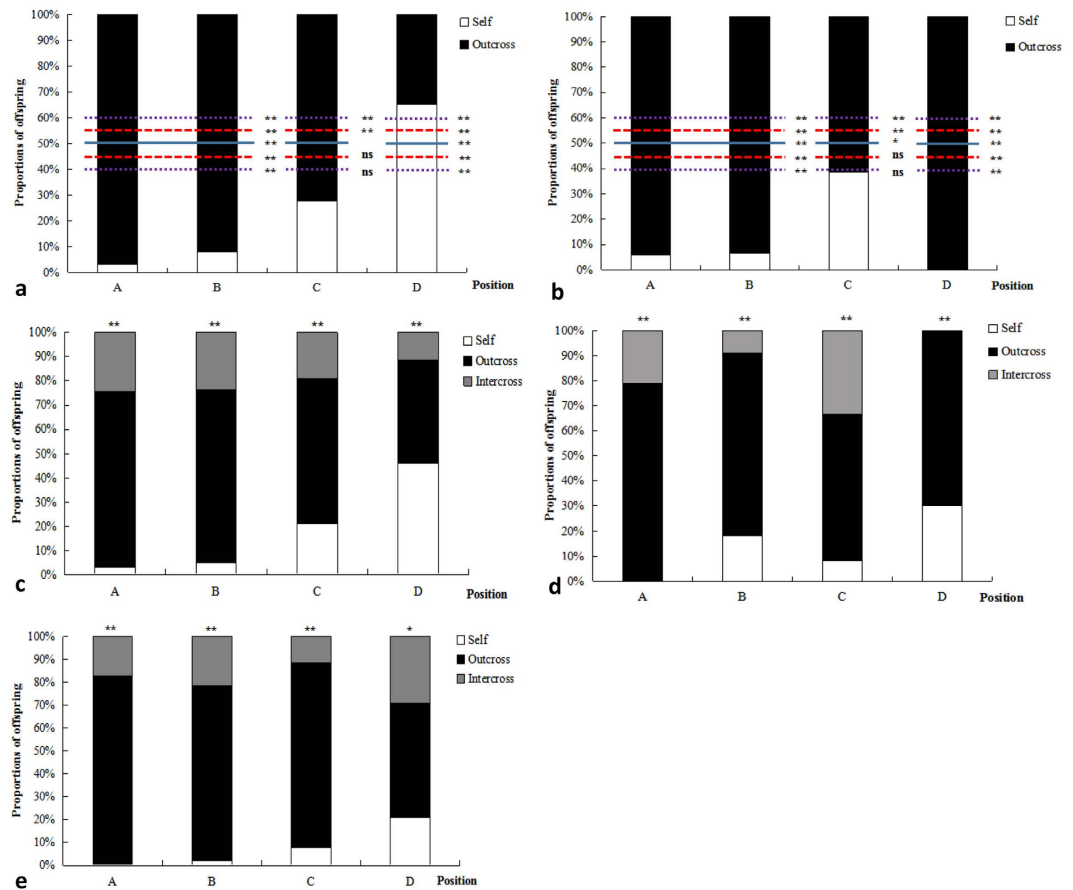 Proportions of offspring
100%
90%
80%
70%
60%
50%
40%
30%
20%
10%
0%
Self
Outcross
** ** **
** ** **
** **
** ns **
** ns **
A B C D Position
a
Proportions of offspring
100%
90%
80%
70%
60%
50%
40%
30%
20%
10%
0%
Self
Outcross
** ** **
** ** **
** * **
** ns **
** ns **
A B C D Position
b
Proportions of offspring
100%
90%
80%
70%
60%
50%
40%
30%
20%
10%
0%
** ** ** **
Self
Outcross
Intercross
A B C D Position
c
Proportions of offspring
100%
90%
80%
70%
60%
50%
40%
30%
20%
10%
0%
** ** ** **
Self
Outcross
Intercross
A B C D Position
d
Proportions of offspring
100%
90%
80%
70%
60%
50%
40%
30%
20%
10%
0%
** ** ** *
Self
Outcross
Intercross
A B C D Position
e